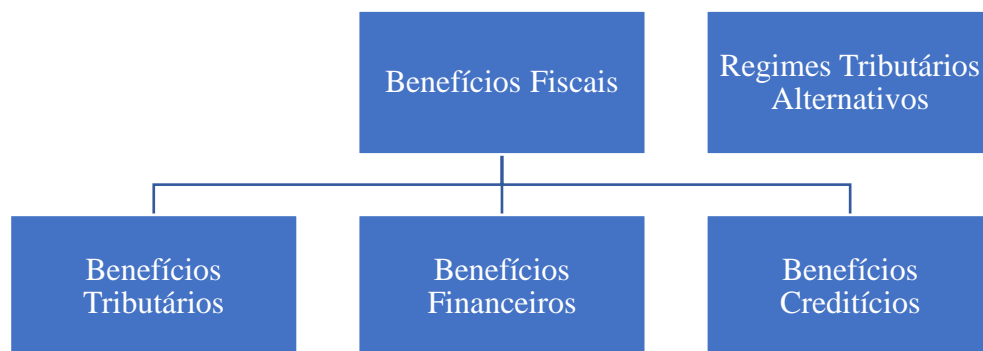 Benefícios Fiscais
Regimes Tributários
Alternativos
Benefícios
Tributários
Benefícios
Financeiros
Benefícios
Creditícios